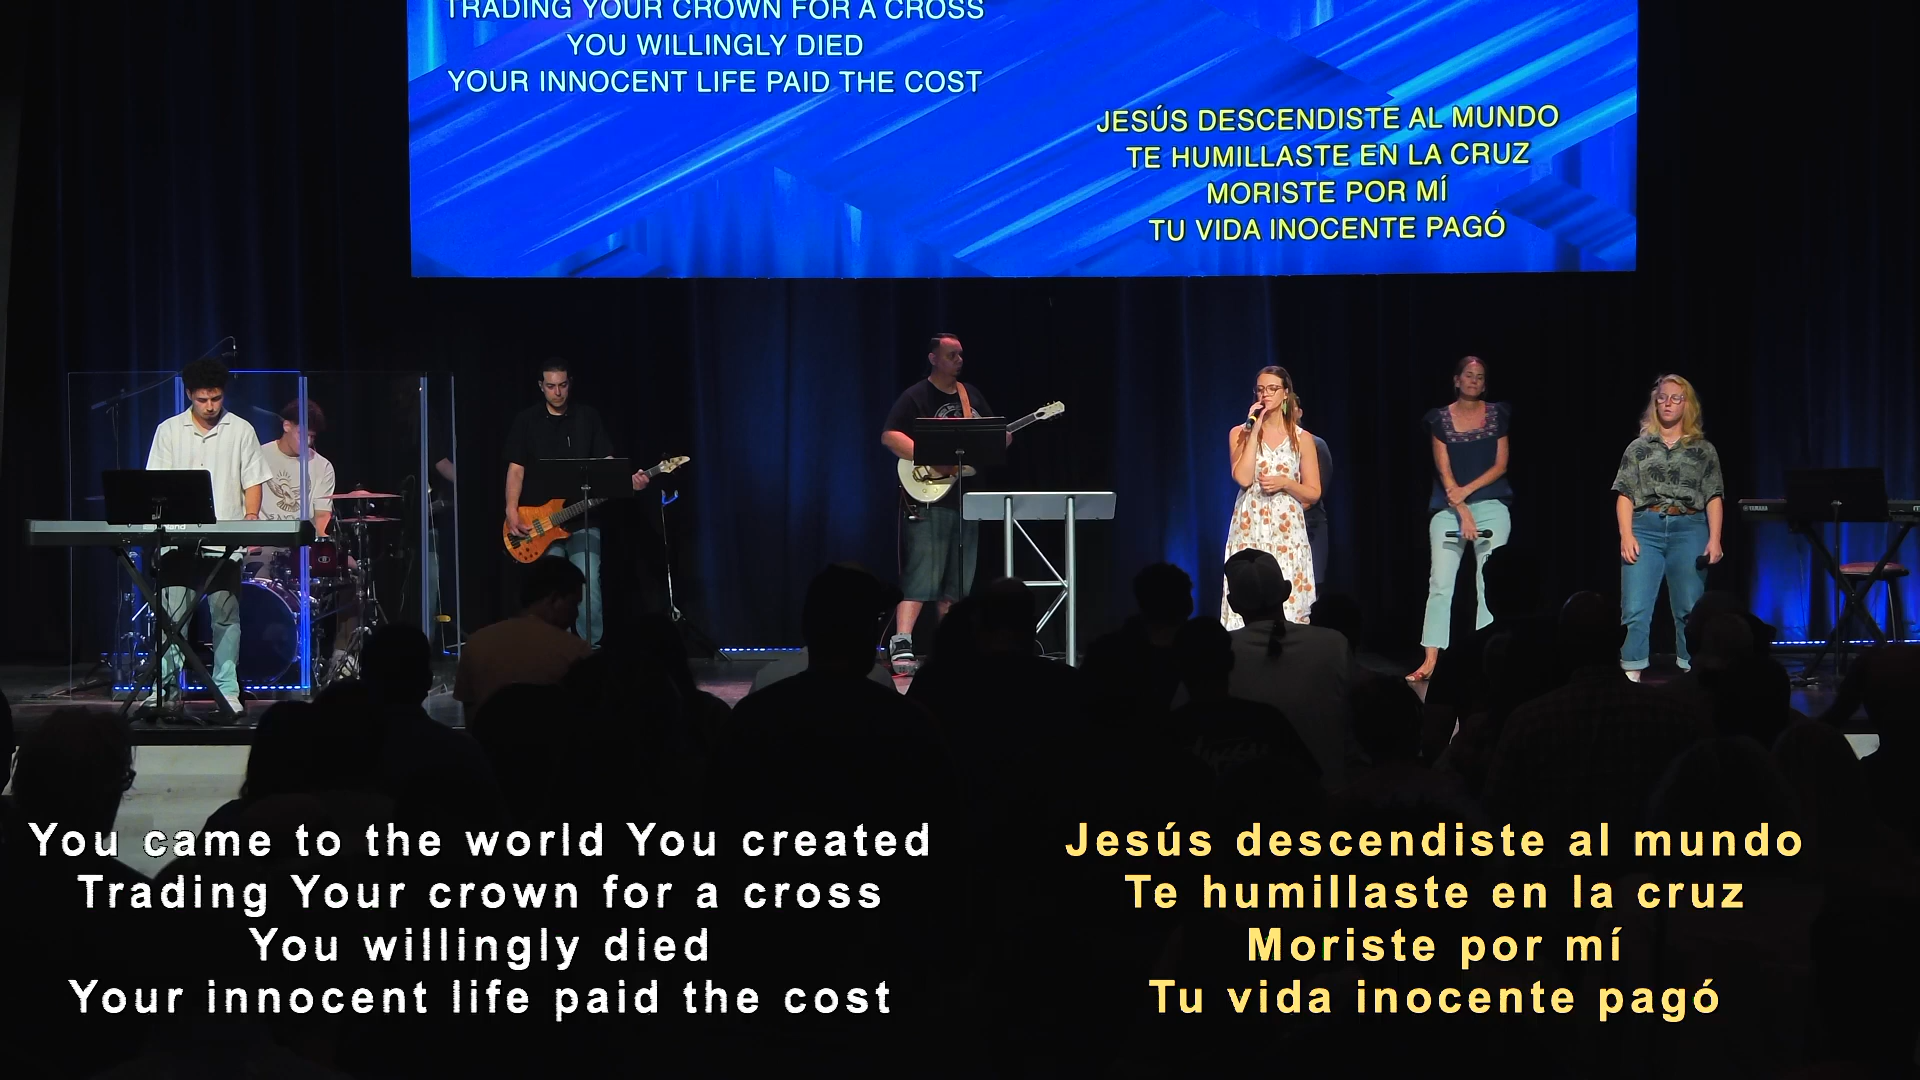 TRADING YOUR CROWN FOR A CROSS
YOU WILLINGLY DIED
YOUR INNOCENT LIFE PAID THE COST
JESÚS DESCENDISTE AL MUNDO
TE HUMILLASTE EN LA CRUZ
MORISTE POR MÍ
TU VIDA INOCENTE PAGÓ
YAMAHA
You came to the world You created
Trading Your crown for a cross
You willingly died
Your innocent life paid the cost
Jesús descendiste al mundo
Te humillaste en la cruz
Moriste por mí
Tu vida inocente pagó